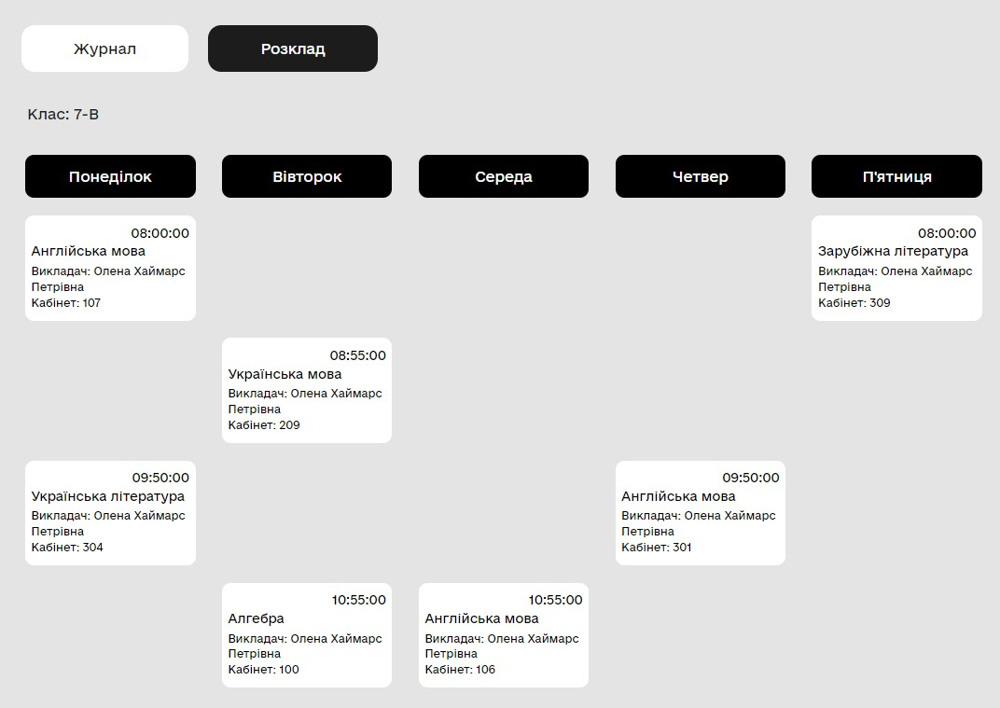 Журнал
Розклад
Клас: 7-В
Понеділок
Вівторок
Середа
Четвер
П'ятниця
08:00:00
Англійська мова
Викладач: Олена Хаймарс
Петрівна
Кабінет: 107
08:00:00
Зарубіжна література
Викладач: Олена Хаймарс
Петрівна
Кабінет: 309
08:55:00
Українська мова
Викладач: Олена Хаймарс
Петрівна
Кабінет: 209
09:50:00
Українська література
Викладач: Олена Хаймарс
Петрівна
Кабінет: 304
09:50:00
Англійська мова
Викладач: Олена Хаймарс
Петрівна
Кабінет: 301
10:55:00
Алгебра
Викладач: Олена Хаймарс
Петрівна
Кабінет: 100
10:55:00
Англійська мова
Викладач: Олена Хаймарс
Петрівна
Кабінет: 106